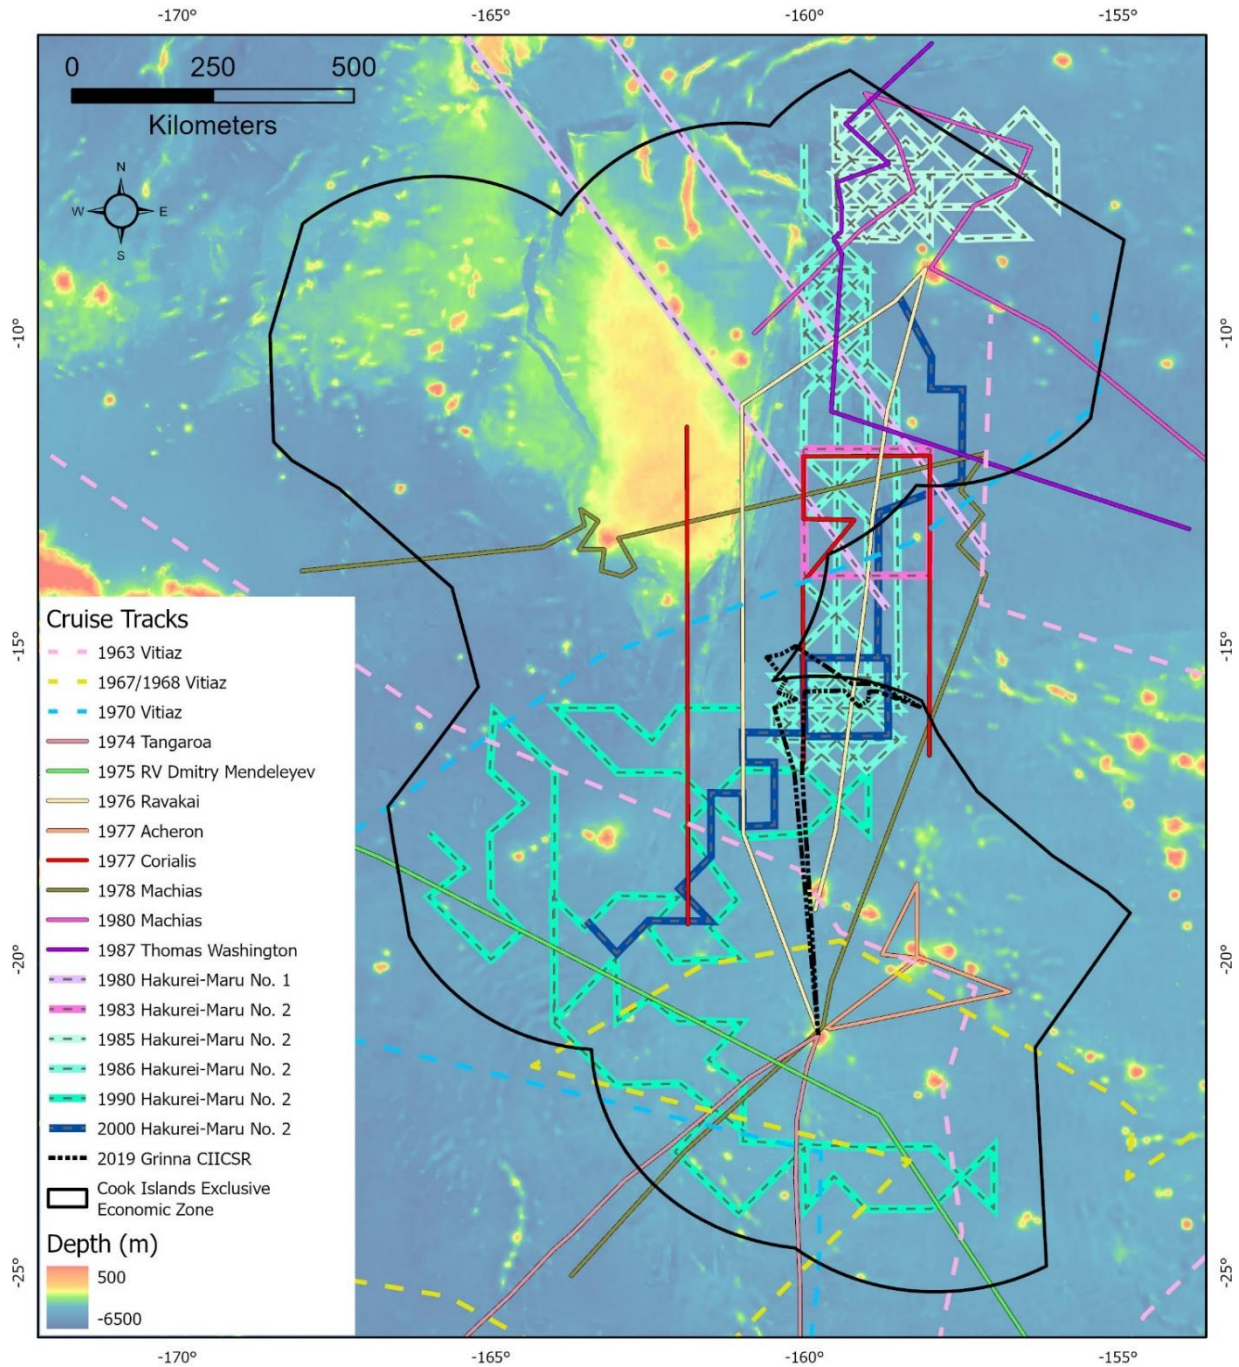 -170° -165° -160° -155°
0 250 500
Kilometers
N
W E
S
-10°
-10°
-15°
-15°
-20°
-20°
-25°
-25°
Cruise Tracks
1963 Vitiaz
1967/1968 Vitiaz
1970 Vitiaz
1974 Tangaroa
1975 RV Dmitry Mendeleyev
1976 Ravakai
1977 Acheron
1977 Corialis
1978 Machias
1980 Machias
1987 Thomas Washington
1980 Hakurei-Maru No. 1
1983 Hakurei-Maru No. 2
1985 Hakurei-Maru No. 2
1986 Hakurei-Maru No. 2
1990 Hakurei-Maru No. 2
2000 Hakurei-Maru No. 2
2019 Grinna CIICSR
Cook Islands Exclusive
Economic Zone
Depth (m)
500
-6500
-170° -165° -160° -155°